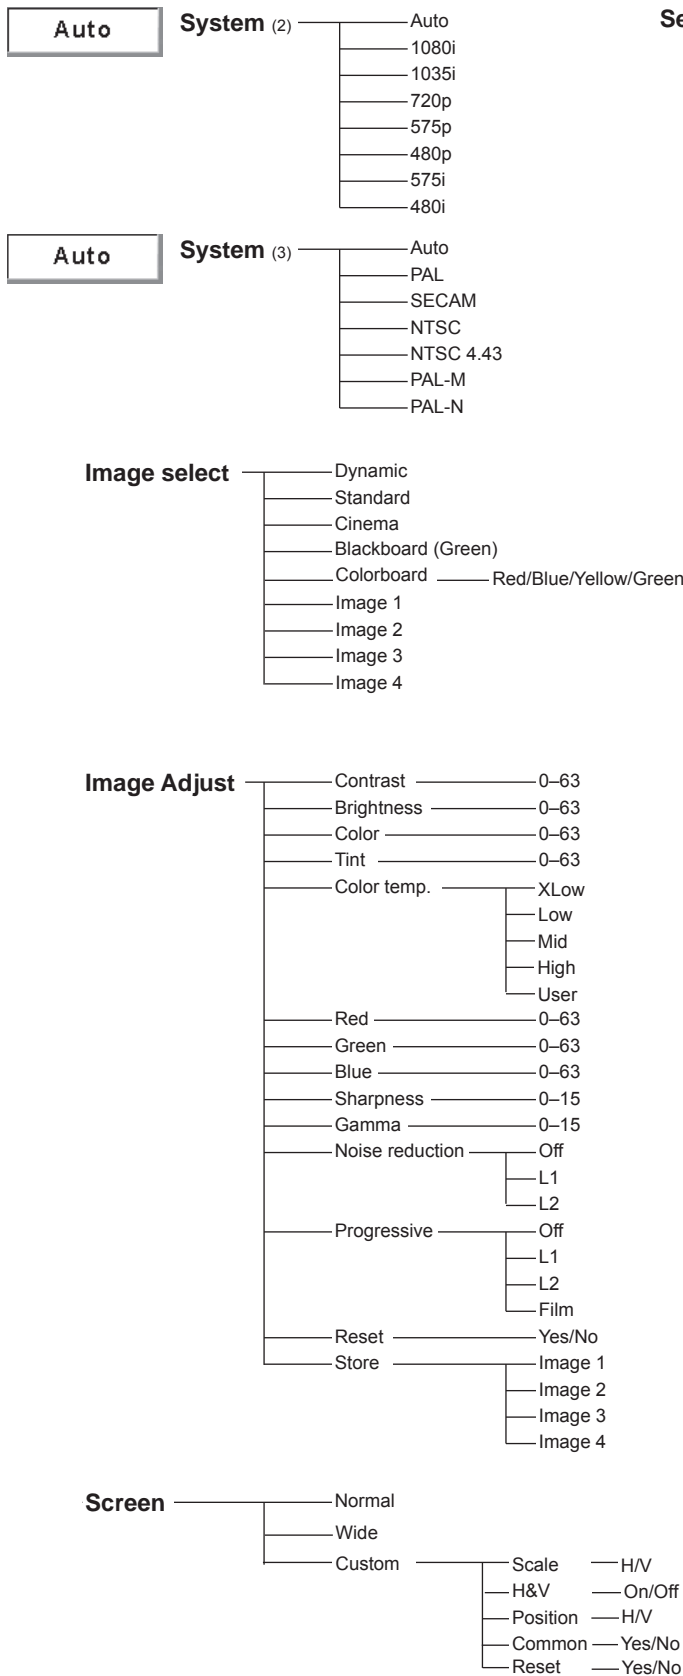 Auto System (2) Auto
1080i
1035i
720p
575p
480p
575i
480i
Auto System (3) Auto
PAL
SECAM
NTSC
NTSC 4.43
PAL-M
PAL-N
Image select Dynamic
Standard
Cinema
Blackboard (Green)
Colorboard Red/Blue/Yellow/Green
Image 1
Image 2
Image 3
Image 4
Image Adjust Contrast 0–63
Brightness 0–63
Color 0–63
Tint 0–63
Color temp. XLow
Low
Mid
High
User
Red 0–63
Green 0–63
Blue 0–63
Sharpness 0–15
Gamma 0–15
Noise reduction Off
L1
L2
Progressive Off
L1
L2
Film
Reset Yes/No
Store Image 1
Image 2
Image 3
Image 4
Screen Normal
Wide
Custom Scale H/V
H&V On/Off
Position H/V
Common Yes/No
Reset Yes/No